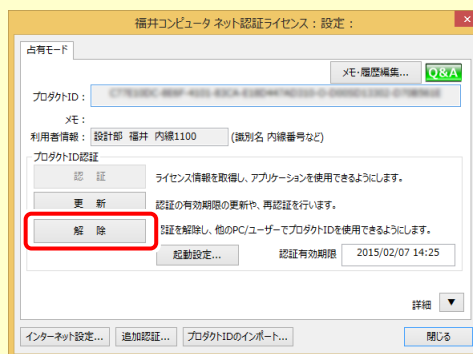 福井コンピュータ ネット認証ライセンス：設定：
占有モード
メモ・履歴編集... Q&A
プロダクトID：
メモ：
利用者情報： 設計部 福井 内線1100 (識別名 内線番号など)
プロダクトID認証
認 証 ライセンス情報を取得し、アプリケーションを使用できるようにします。
更 新 認証の有効期限の更新や、再認証を行います。
解 除 認証を解除し、他のPC/ユーザーでプロダクトIDを使用できるようにします。
起動設定... 認証有効期限 2015/02/07 14:25
詳細 ▼
インターネット設定... 追加認証... プロダクトIDのインポート... 閉じる